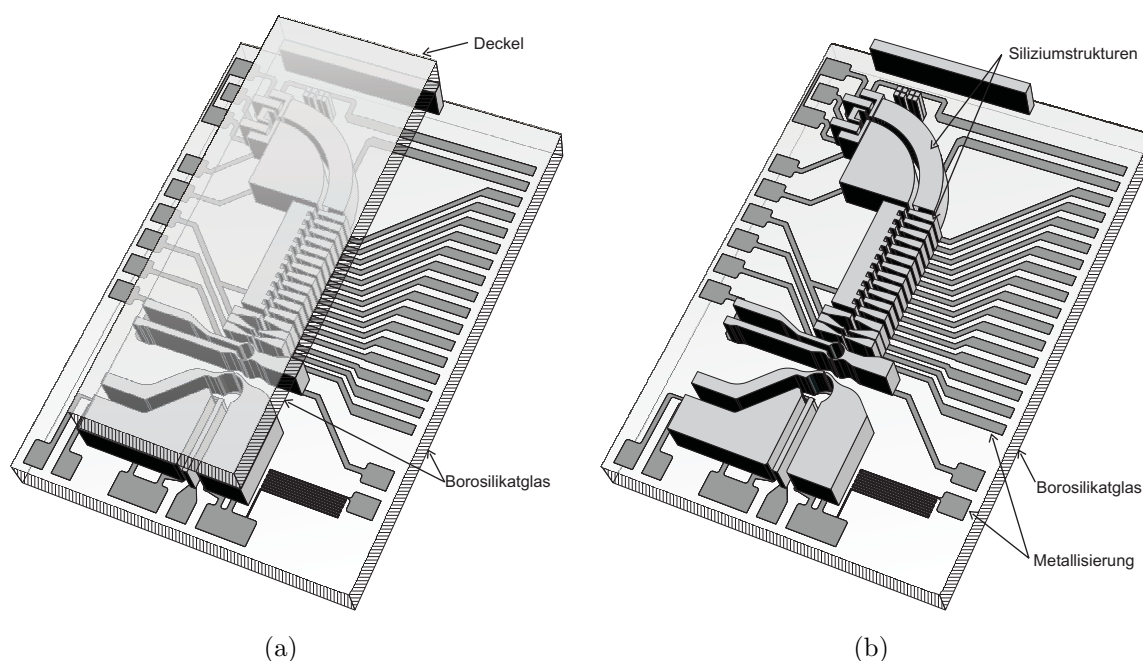 Deckel
Borosilikatglas
(a)
Siliziumstrukturen
Borosilikatglas
Metallisierung
(b)